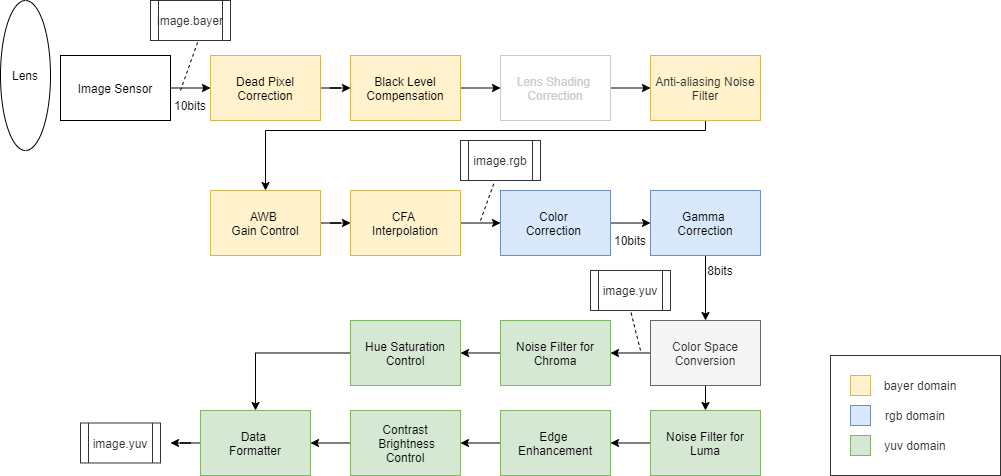 image.bayer
Lens
Image Sensor
10bits
Dead Pixel
Correction
Black Level
Compensation
Lens Shading
Correction
Anti-aliasing Noise
Filter
image.rgb
AWB
Gain Control
CFA
Interpolation
Color
Correction
10bits
Gamma
Correction
8bits
image.yuv
Hue Saturation
Control
Noise Filter for
Chroma
Color Space
Conversion
image.yuv
Data
Formatter
Contrast
Brightness
Control
Edge
Enhancement
Noise Filter for
Luma
bayer domain
rgb domain
yuv domain